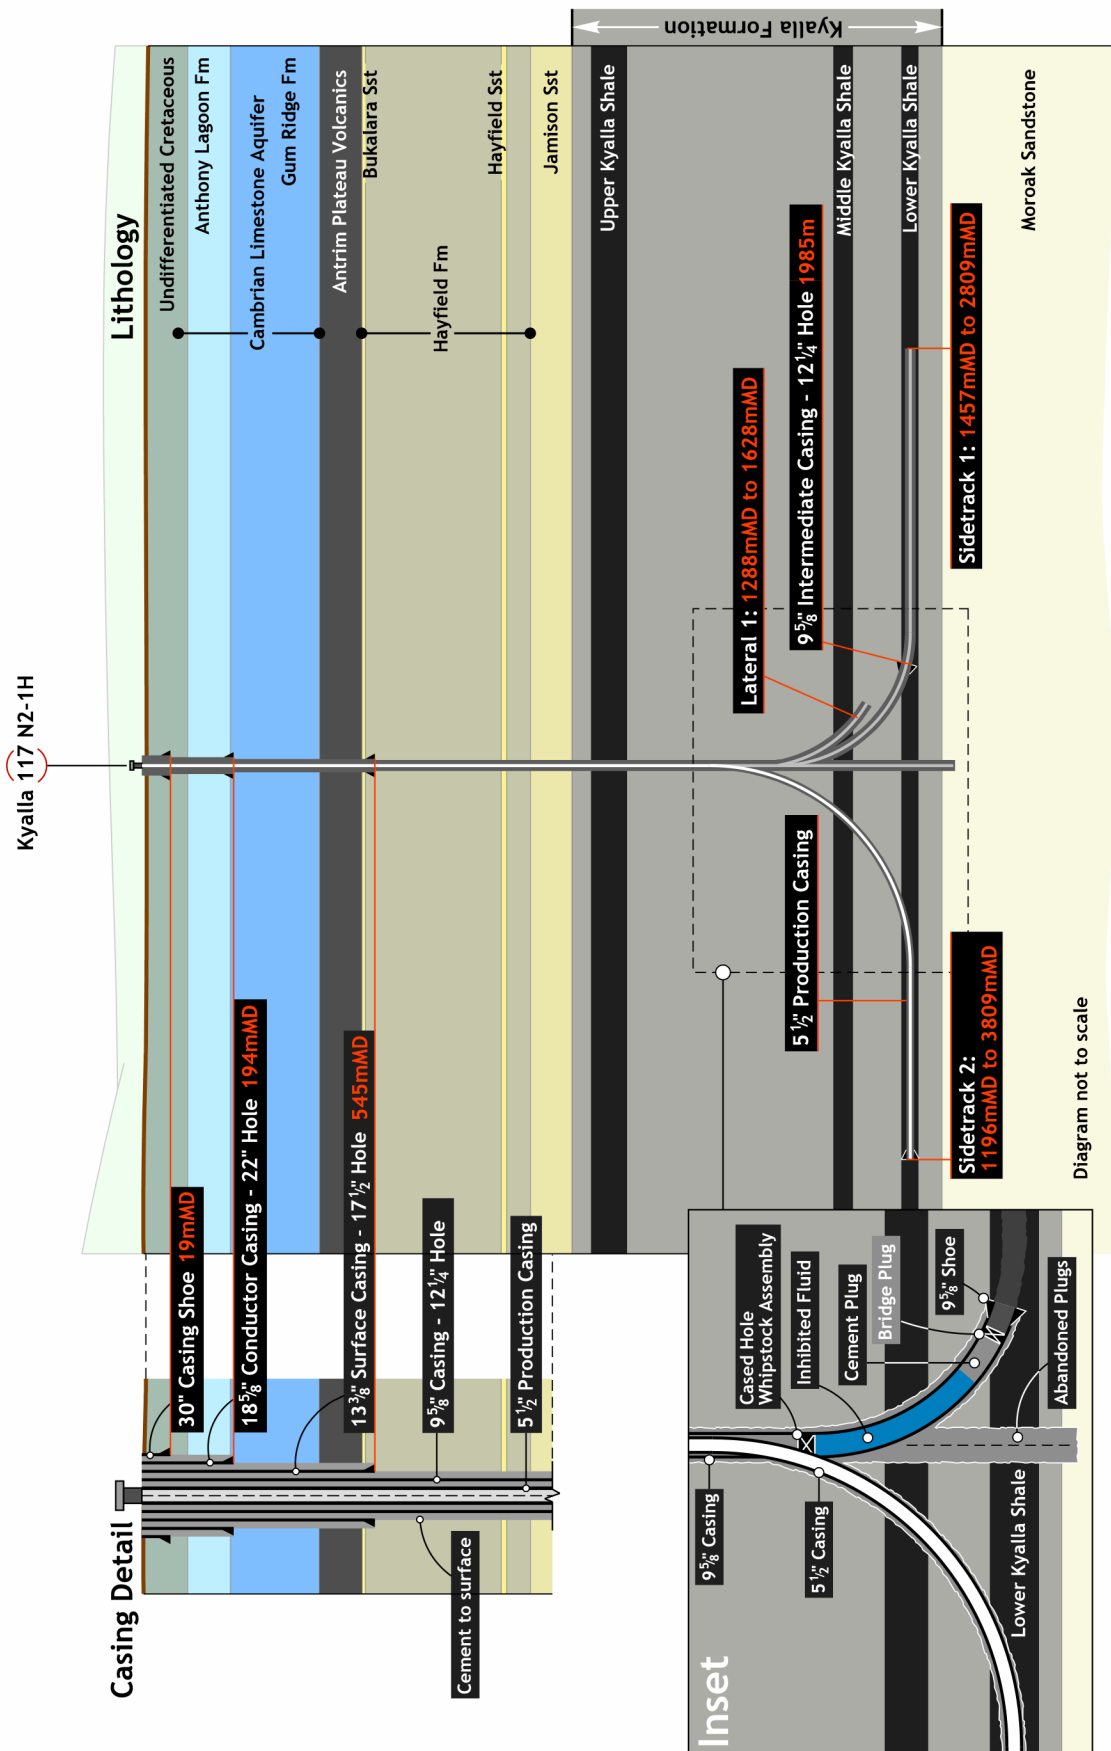 Kyalla 117 N2-1H
Casing Detail
Lithology
Undifferentiated Cretaceous
Anthony Lagoon Fm
Cambrian Limestone Aquifer
Gum Ridge Fm
Antrim Plateau Volcanics
Bukalara Sst
Hayfield Fm
Hayfield Sst
Jamison Sst
Upper Kyalla Shale
Middle Kyalla Shale
Lower Kyalla Shale
Moroak Sandstone
Kyalla Formation
30" Casing Shoe 19mMD
18⅝" Conductor Casing - 22" Hole 194mMD
13⅜" Surface Casing - 17½" Hole 545mMD
9⅝" Casing - 12¼" Hole
5½" Production Casing
Cement to surface
Lateral 1: 1288mMD to 1628mMD
9⅝" Intermediate Casing - 12¼" Hole 1985m
5½" Production Casing
Sidetrack 1: 1457mMD to 2809mMD
Sidetrack 2:
1196mMD to 3809mMD
Diagram not to scale
Inset
9⅝" Casing
5½" Casing
Cased Hole
Whipstock Assembly
Inhibited Fluid
Cement Plug
Bridge Plug
9⅝" Shoe
Lower Kyalla Shale
Abandoned Plugs